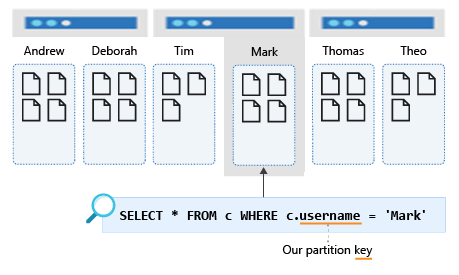 Andrew Deborah Tim Mark Thomas Theo
SELECT * FROM c WHERE c.username = 'Mark'
Our partition key